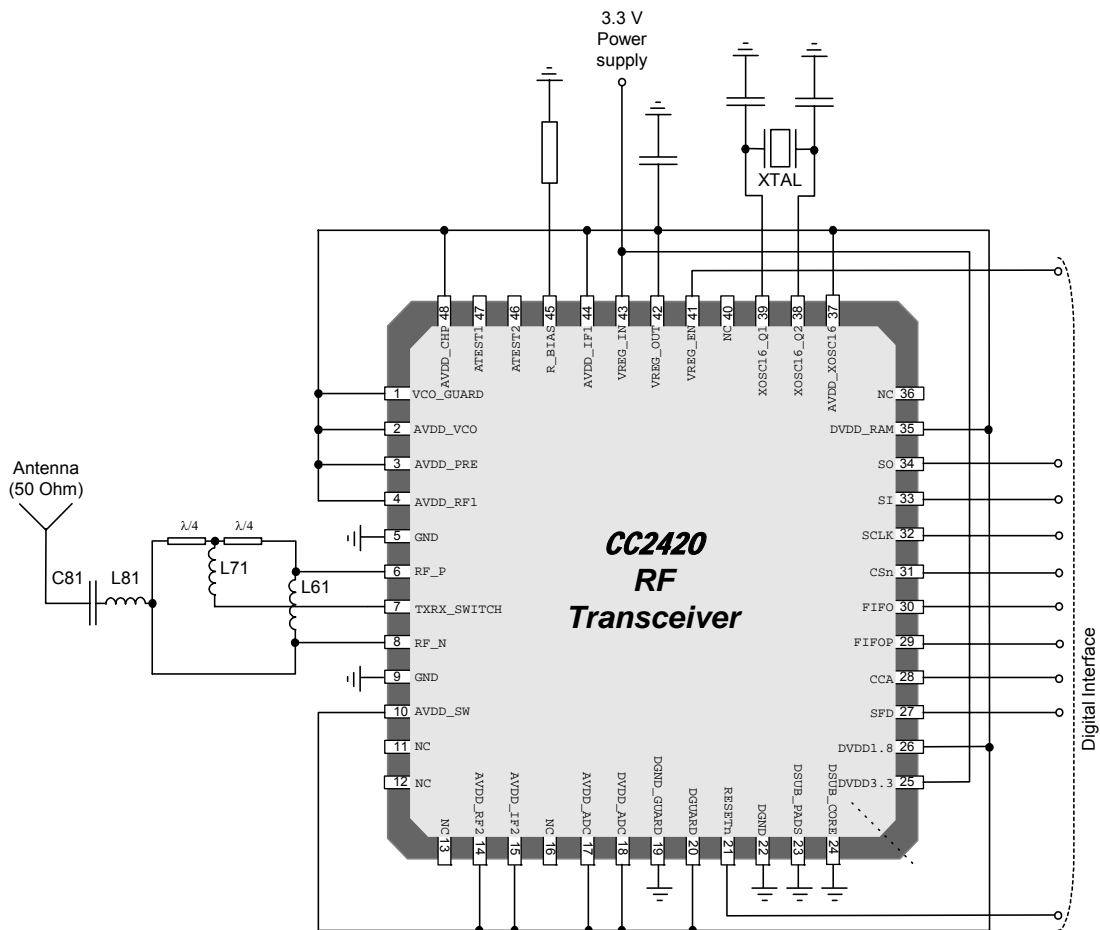 3.3 V
Power
supply
XTAL
48
47
46
45
44
43
42
41
40
39
38
37
AVDD_CHP
ATEST1
ATEST2
R_BIAS
AVDD_IF1
VREG_IN
VREG_OUT
VREG_EN
NC
XOSC16_Q1
XOSC16_Q2
AVDD_XOSC16
1 VCO_GUARD
2 AVDD_VCO
3 AVDD_PRE
4 AVDD_RF1
5 GND
6 RF_P
7 TXRX_SWITCH
8 RF_N
9 GND
10 AVDD_SW
11 NC
12 NC
Antenna
(50 Ohm)
λ/4
λ/4
C81
L81
L71
L61
CC2420
RF
Transceiver
NC 36
DVDD_RAM 35
SO 34
SI 33
SCLK 32
CSn 31
FIFO 30
FIFOP 29
CCA 28
SFD 27
DVDD1.8 26
DVDD3.3 25
Digital Interface
NC
AVDD_RF2
AVDD_IF2
NC
AVDD_ADC
DVDD_ADC
DGND_GUARD
DGUARD
RESETn
DGND
DSUB_PADS
DSUB_CORE
13
14
15
16
17
18
19
20
21
22
23
24